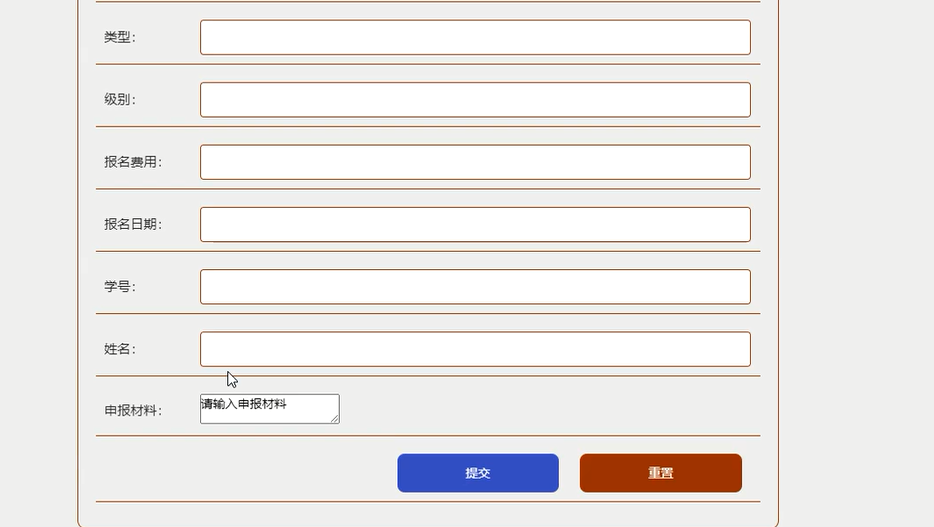 类型：
级别：
报名费用：
报名日期：
学号：
姓名：
申报材料：
请输入申报材料
提交
重置